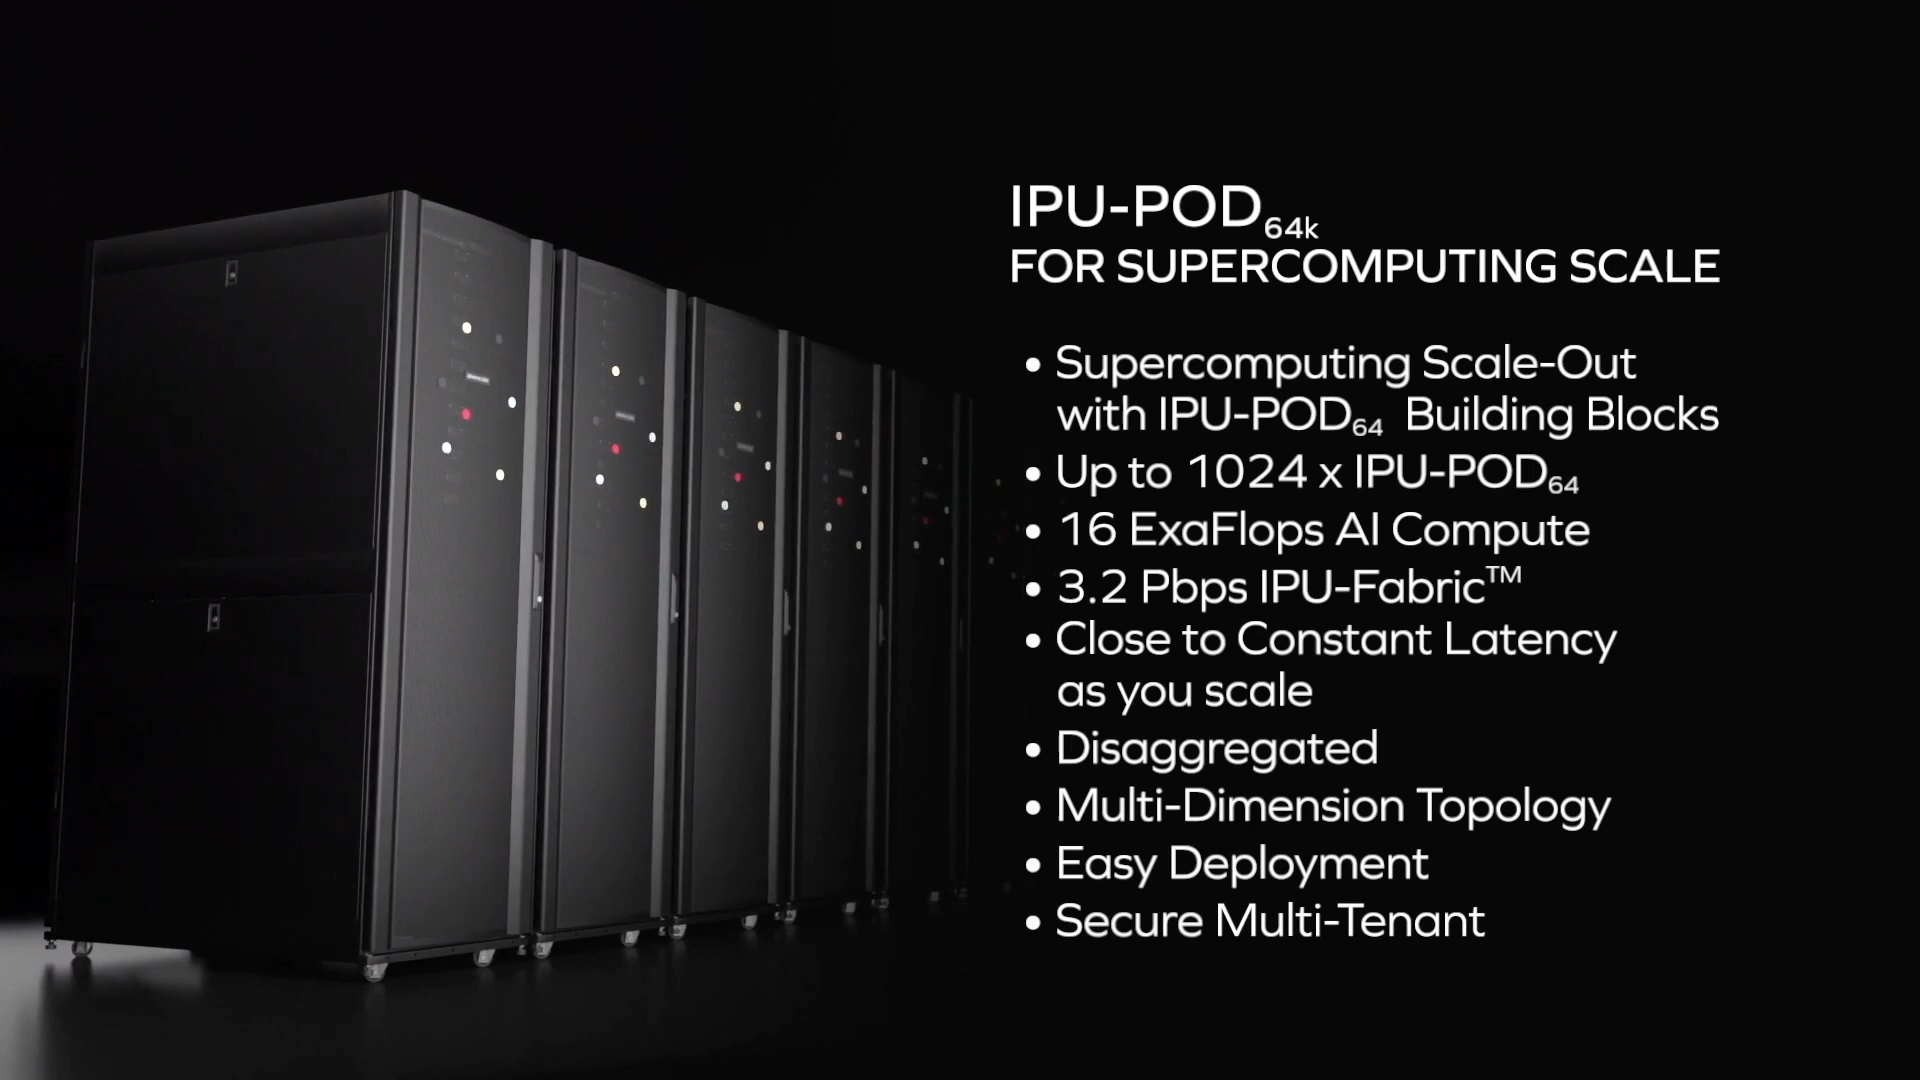 IPU-POD64k
FOR SUPERCOMPUTING SCALE
• Supercomputing Scale-Out
with IPU-POD64 Building Blocks
• Up to 1024 x IPU-POD64
• 16 ExaFlops AI Compute
• 3.2 Pbps IPU-Fabric™
• Close to Constant Latency
as you scale
• Disaggregated
• Multi-Dimension Topology
• Easy Deployment
• Secure Multi-Tenant